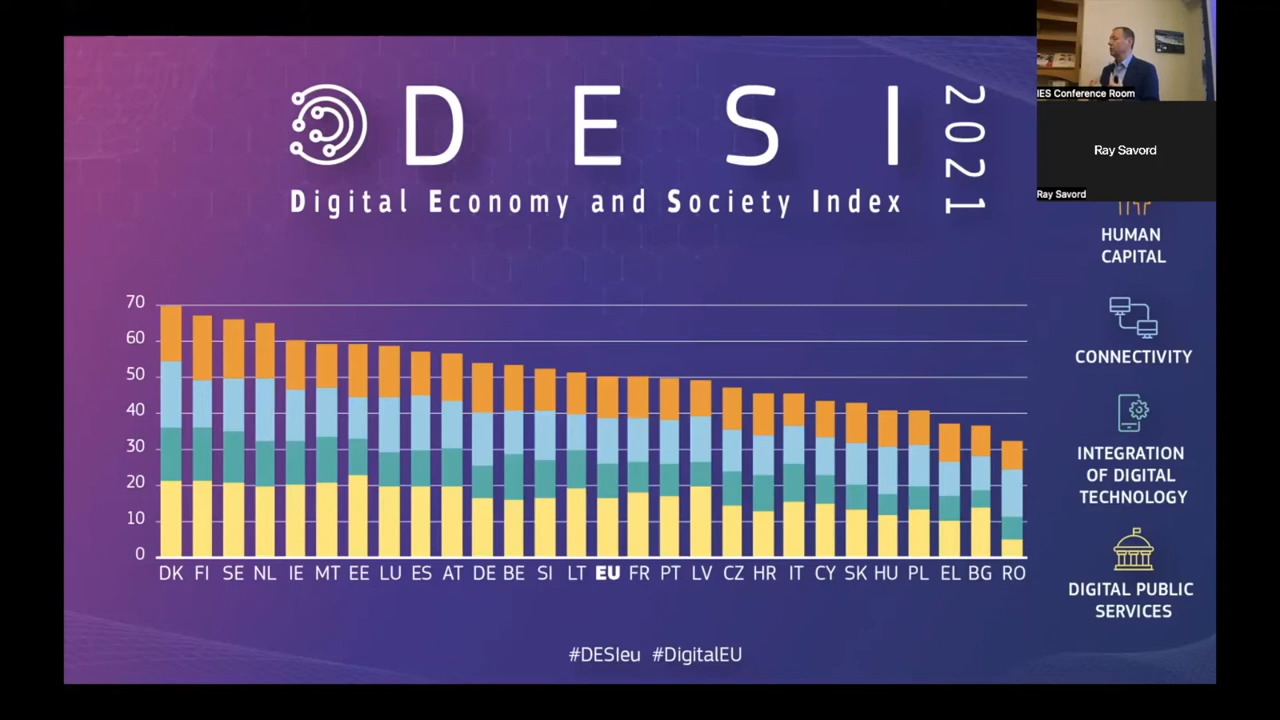 D E S I
2021
Digital Economy and Society Index
IES Conference Room
Ray Savord
Ray Savord
HUMAN
CAPITAL
CONNECTIVITY
INTEGRATION
OF DIGITAL
TECHNOLOGY
DIGITAL PUBLIC
SERVICES
70
60
50
40
30
20
10
0
DK FI SE NL IE MT EE LU ES AT DE BE SI LT EU FR PT LV CZ HR IT CY SK HU PL EL BG RO
#DESIeu #DigitalEU